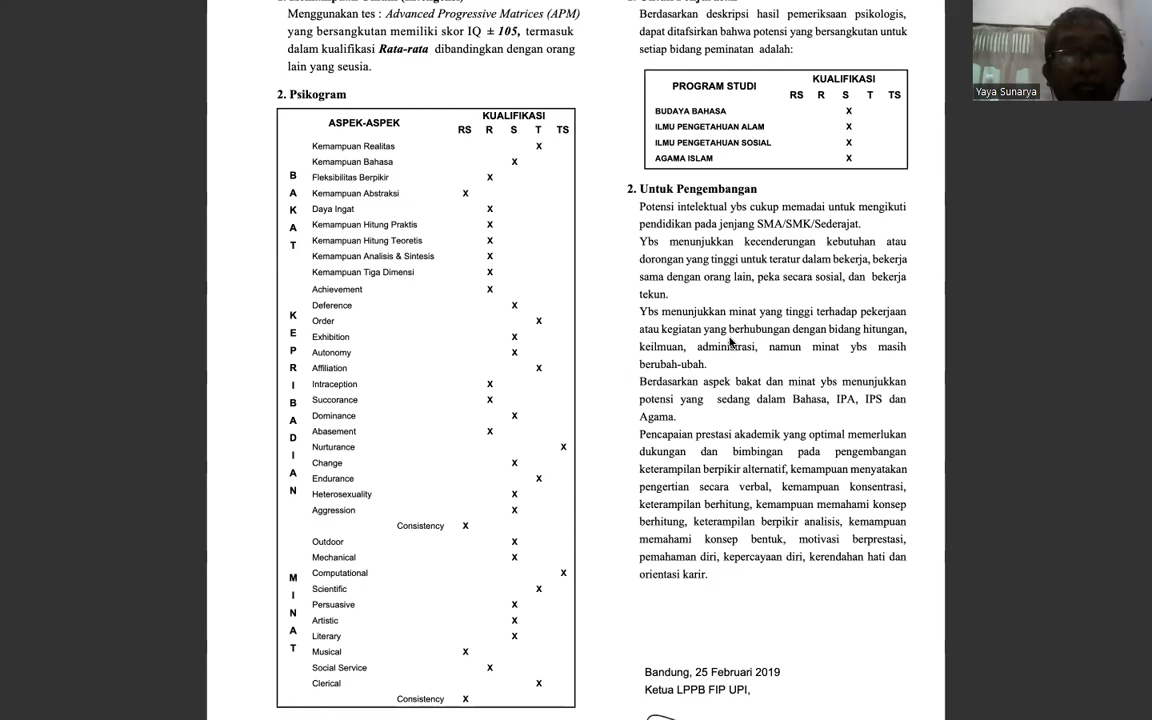 Menggunakan tes : Advanced Progressive Matrices (APM)
yang bersangkutan memiliki skor IQ ± 105, termasuk
dalam kualifikasi Rata-rata dibandingkan dengan orang
lain yang seusia.
2. Psikogram
ASPEK-ASPEK
KUALIFIKASI
RS R S T TS
BAKAT
Kemampuan Realitas X
Kemampuan Bahasa X
Fleksibilitas Berpikir X
Kemampuan Abstraksi X
Daya Ingat X
Kemampuan Hitung Praktis X
Kemampuan Hitung Teoretis X
Kemampuan Analisis & Sintesis X
Kemampuan Tiga Dimensi X
KEPRIBADIAN
Achievement X
Deference X
Order X
Exhibition X
Autonomy X
Affiliation X
Intraception X
Succorance X
Dominance X
Abasement X
Nurturance X
Change X
Endurance X
Heterosexuality X
Aggression X
Consistency X
MINAT
Outdoor X
Mechanical X
Computational X
Scientific X
Persuasive X
Artistic X
Literary X
Musical X
Social Service X
Clerical X
Consistency X
Berdasarkan deskripsi hasil pemeriksaan psikologis,
dapat ditafsirkan bahwa potensi yang bersangkutan untuk
setiap bidang peminatan adalah:
PROGRAM STUDI
KUALIFIKASI
RS R S T TS
BUDAYA BAHASA X
ILMU PENGETAHUAN ALAM X
ILMU PENGETAHUAN SOSIAL X
AGAMA ISLAM X
2. Untuk Pengembangan
Potensi intelektual ybs cukup memadai untuk mengikuti
pendidikan pada jenjang SMA/SMK/Sederajat.
Ybs menunjukkan kecenderungan kebutuhan atau
dorongan yang tinggi untuk teratur dalam bekerja, bekerja
sama dengan orang lain, peka secara sosial, dan bekerja
tekun.
Ybs menunjukkan minat yang tinggi terhadap pekerjaan
atau kegiatan yang berhubungan dengan bidang hitungan,
keilmuan, administrasi, namun minat ybs masih
berubah-ubah.
Berdasarkan aspek bakat dan minat ybs menunjukkan
potensi yang sedang dalam Bahasa, IPA, IPS dan
Agama.
Pencapaian prestasi akademik yang optimal memerlukan
dukungan dan bimbingan pada pengembangan
keterampilan berpikir alternatif, kemampuan menyatakan
pengertian secara verbal, kemampuan konsentrasi,
keterampilan berhitung, kemampuan memahami konsep
berhitung, keterampilan berpikir analisis, kemampuan
memahami konsep bentuk, motivasi berprestasi,
pemahaman diri, kepercayaan diri, kerendahan hati dan
orientasi karir.
Bandung, 25 Februari 2019
Ketua LPPB FIP UPI,
Yaya Sunarya